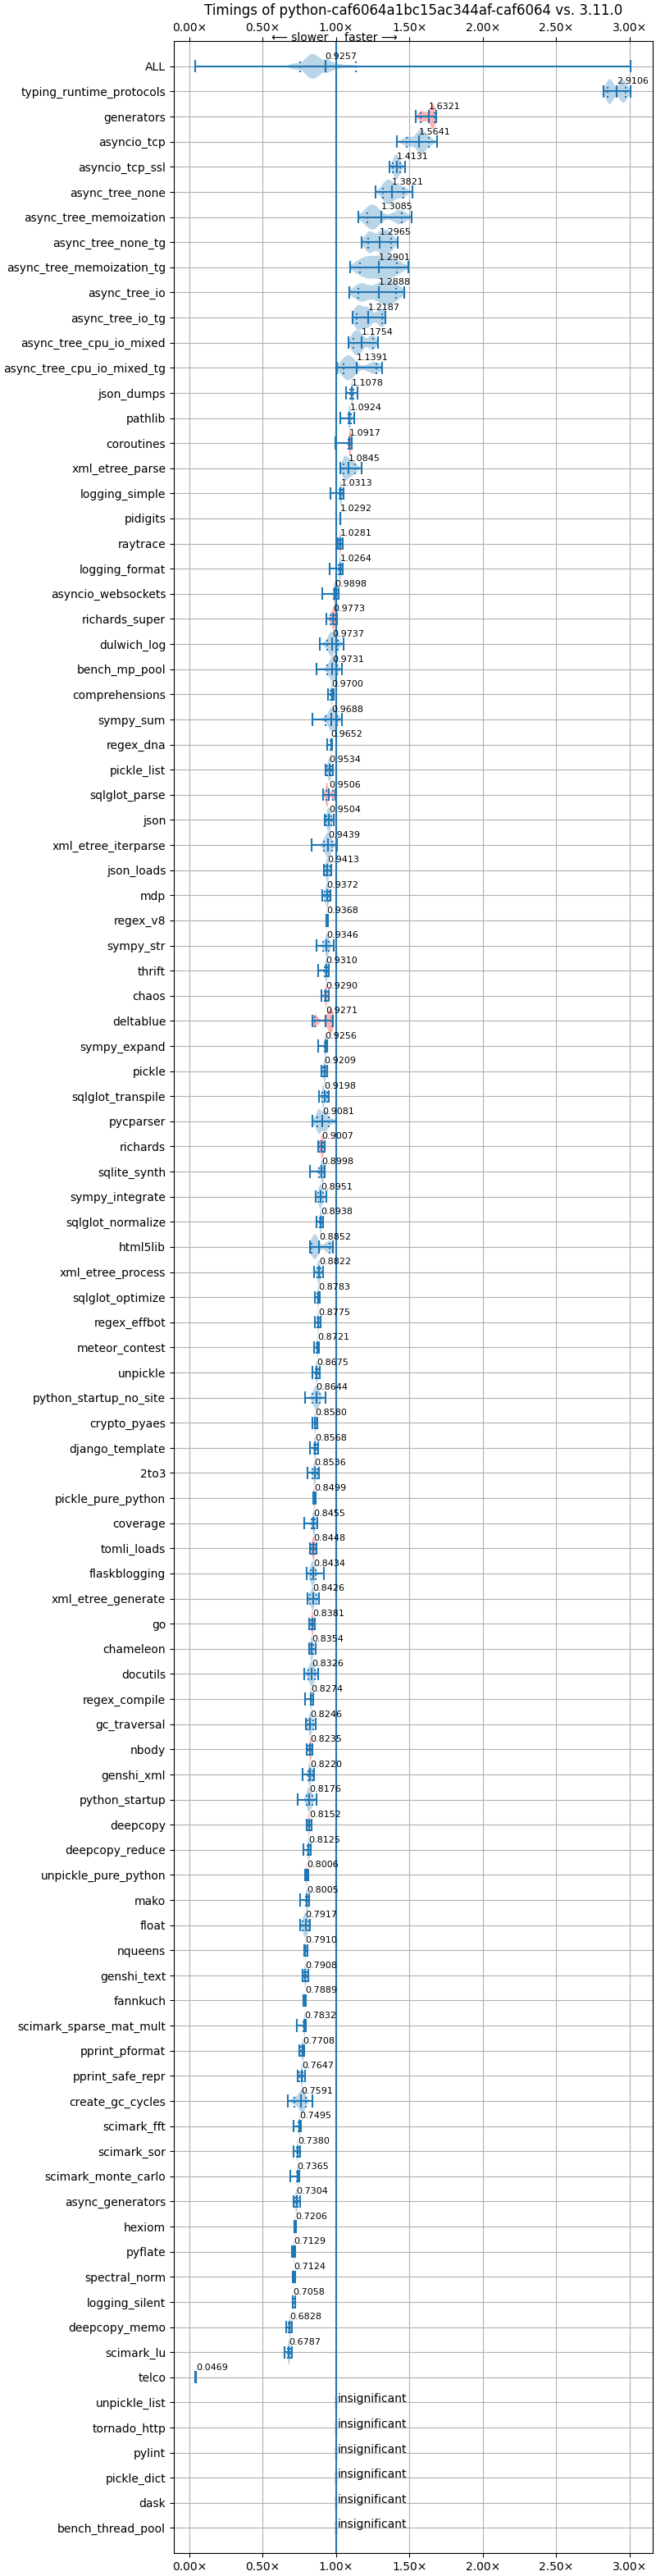 Timings of python-caf6064a1bc15ac344af-caf6064 vs. 3.11.0
0.00× 0.50× 1.00× 1.50× 2.00× 2.50× 3.00×
⟵ slower faster ⟶
ALL 0.9257
typing_runtime_protocols 2.9106
generators 1.6321
asyncio_tcp 1.5641
asyncio_tcp_ssl 1.4131
async_tree_none 1.3821
async_tree_memoization 1.3085
async_tree_none_tg 1.2965
async_tree_memoization_tg 1.2901
async_tree_io 1.2888
async_tree_io_tg 1.2187
async_tree_cpu_io_mixed 1.1754
async_tree_cpu_io_mixed_tg 1.1391
json_dumps 1.1078
pathlib 1.0924
coroutines 1.0917
xml_etree_parse 1.0845
logging_simple 1.0313
pidigits 1.0292
raytrace 1.0281
logging_format 1.0264
asyncio_websockets 0.9898
richards_super 0.9773
dulwich_log 0.9737
bench_mp_pool 0.9731
comprehensions 0.9700
sympy_sum 0.9688
regex_dna 0.9652
pickle_list 0.9534
sqlglot_parse 0.9506
json 0.9504
xml_etree_iterparse 0.9439
json_loads 0.9413
mdp 0.9372
regex_v8 0.9368
sympy_str 0.9346
thrift 0.9310
chaos 0.9290
deltablue 0.9271
sympy_expand 0.9256
pickle 0.9209
sqlglot_transpile 0.9198
pycparser 0.9081
richards 0.9007
sqlite_synth 0.8998
sympy_integrate 0.8951
sqlglot_normalize 0.8938
html5lib 0.8852
xml_etree_process 0.8822
sqlglot_optimize 0.8783
regex_effbot 0.8775
meteor_contest 0.8721
unpickle 0.8675
python_startup_no_site 0.8644
crypto_pyaes 0.8580
django_template 0.8568
2to3 0.8536
pickle_pure_python 0.8499
coverage 0.8455
tomli_loads 0.8448
flaskblogging 0.8434
xml_etree_generate 0.8426
go 0.8381
chameleon 0.8354
docutils 0.8326
regex_compile 0.8274
gc_traversal 0.8246
nbody 0.8235
genshi_xml 0.8220
python_startup 0.8176
deepcopy 0.8152
deepcopy_reduce 0.8125
unpickle_pure_python 0.8006
mako 0.8005
float 0.7917
nqueens 0.7910
genshi_text 0.7908
fannkuch 0.7889
scimark_sparse_mat_mult 0.7832
pprint_pformat 0.7708
pprint_safe_repr 0.7647
create_gc_cycles 0.7591
scimark_fft 0.7495
scimark_sor 0.7380
scimark_monte_carlo 0.7365
async_generators 0.7304
hexiom 0.7206
pyflate 0.7129
spectral_norm 0.7124
logging_silent 0.7058
deepcopy_memo 0.6828
scimark_lu 0.6787
telco 0.0469
unpickle_list insignificant
tornado_http insignificant
pylint insignificant
pickle_dict insignificant
dask insignificant
bench_thread_pool insignificant
0.00× 0.50× 1.00× 1.50× 2.00× 2.50× 3.00×